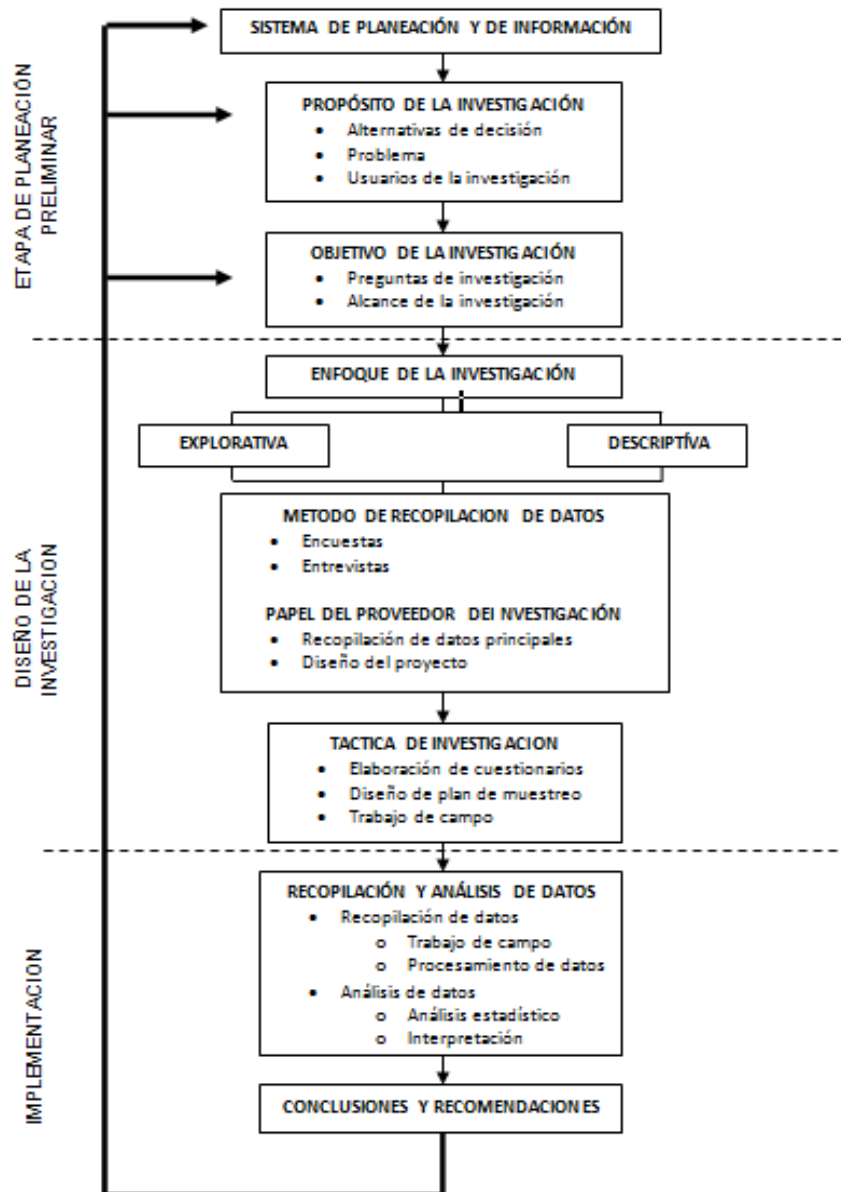 ETAPA DE PLANEACIÓN
PRELIMINAR
SISTEMA DE PLANEACIÓN Y DE INFORMACIÓN
PROPÓSITO DE LA INVESTIGACIÓN
• Alternativas de decisión
• Problema
• Usuarios de la investigación
OBJETIVO DE LA INVESTIGACIÓN
• Preguntas de investigación
• Alcance de la investigación
DISEÑO DE LA
INVESTIGACION
ENFOQUE DE LA INVESTIGACIÓN
EXPLORATIVA
DESCRIPTÍVA
METODO DE RECOPILACION DE DATOS
• Encuestas
• Entrevistas
PAPEL DEL PROVEEDOR DEI NVESTIGACIÓN
• Recopilación de datos principales
• Diseño del proyecto
TACTICA DE INVESTIGACION
• Elaboración de cuestionarios
• Diseño de plan de muestreo
• Trabajo de campo
IMPLEMENTACION
RECOPILACIÓN Y ANÁLISIS DE DATOS
• Recopilación de datos
o Trabajo de campo
o Procesamiento de datos
• Análisis de datos
o Análisis estadístico
o Interpretación
CONCLUSIONES Y RECOMENDACIONES